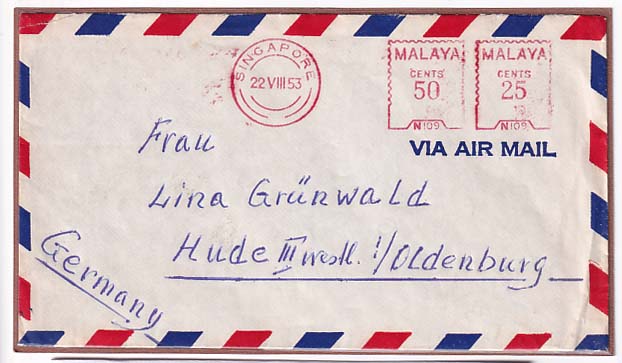 SINGAPORE
22 VIII 53
MALAYA
CENTS
50
N109
MALAYA
CENTS
25
N109
VIA AIR MAIL
Frau
Lina Grünwald
Hude III westl. i/Oldenburg
Germany